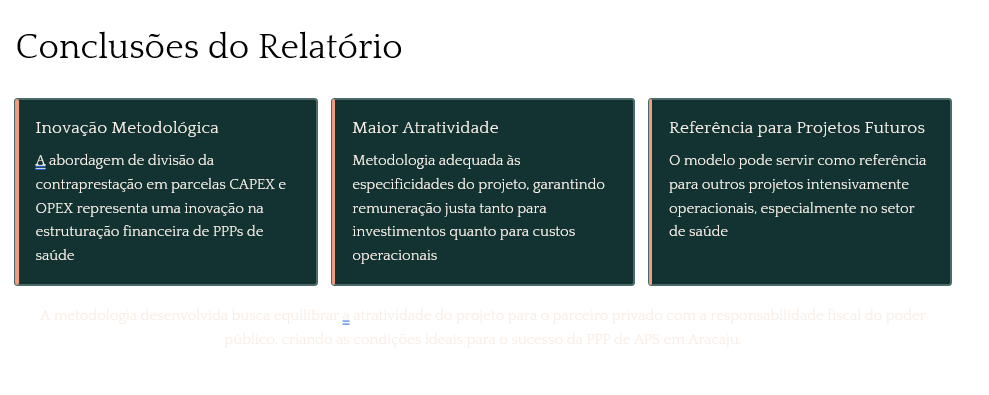 Conclusões do Relatório
Inovação Metodológica
A abordagem de divisão da
contraprestação em parcelas CAPEX e
OPEX representa uma inovação na
estruturação financeira de PPPs de
saúde
Maior Atratividade
Metodologia adequada às
especificidades do projeto, garantindo
remuneração justa tanto para
investimentos quanto para custos
operacionais
Referência para Projetos Futuros
O modelo pode servir como referência
para outros projetos intensivamente
operacionais, especialmente no setor
de saúde
A metodologia desenvolvida busca equilibrar a atratividade do projeto para o parceiro privado com a responsabilidade fiscal do poder
público, criando as condições ideais para o sucesso da PPP de APS em Aracaju.